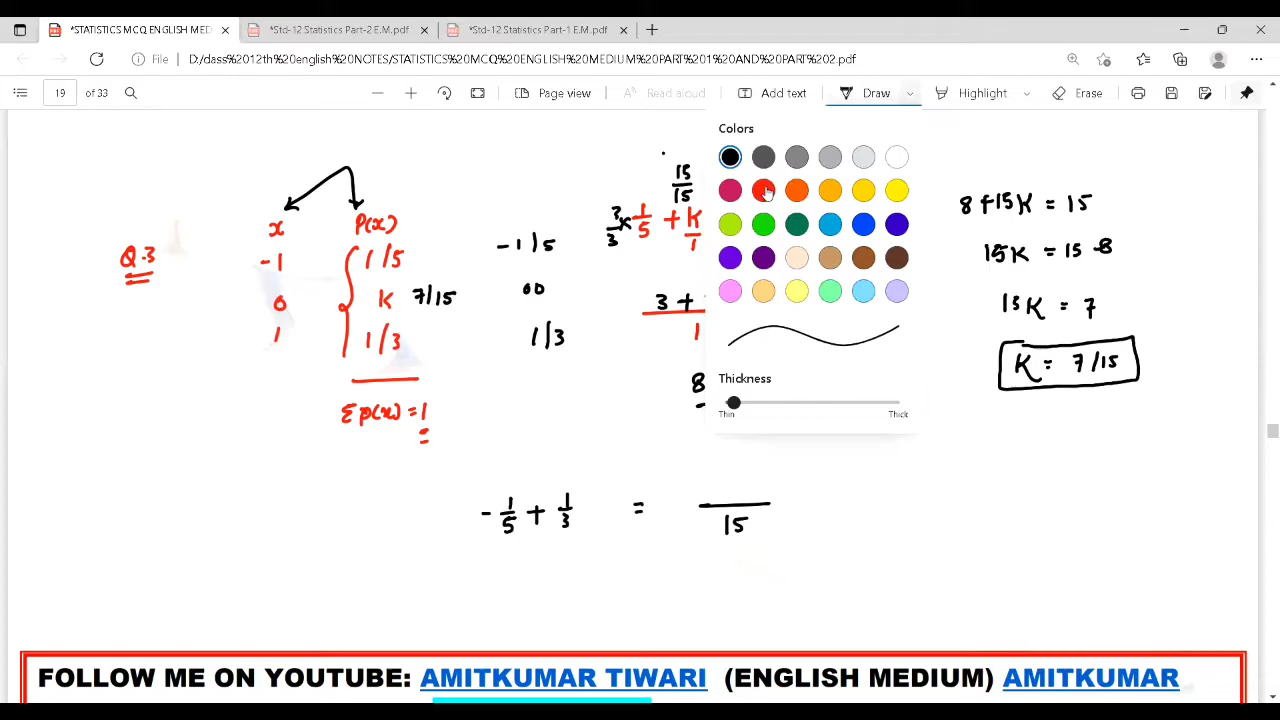 *STATISTICS MCQ ENGLISH MED
*Std-12 Statistics Part-2 E.M.pdf
*Std-12 Statistics Part-1 E.M.pdf
File
D:/class%2012th%20english%20NOTES/STATISTICS%20MCQ%20ENGLISH%20MEDIUM%20PART%201%20AND%20PART%202.pdf
19 of 33
Page view
Read aloud
Add text
Draw
Highlight
Erase
Colors
Thickness
Thin
Thick
Q.3
x P(x)
-1 1/5
0 K 7/15
1 1/3
Σp(x) = 1
-1/5
00
1/3
15/15
1/5 + K/1
3 +
1
8
8 + 15K = 15
15K = 15 - 8
15K = 7
K = 7/15
-1/5 + 1/3 = /15
FOLLOW ME ON YOUTUBE: AMITKUMAR TIWARI (ENGLISH MEDIUM) AMITKUMAR